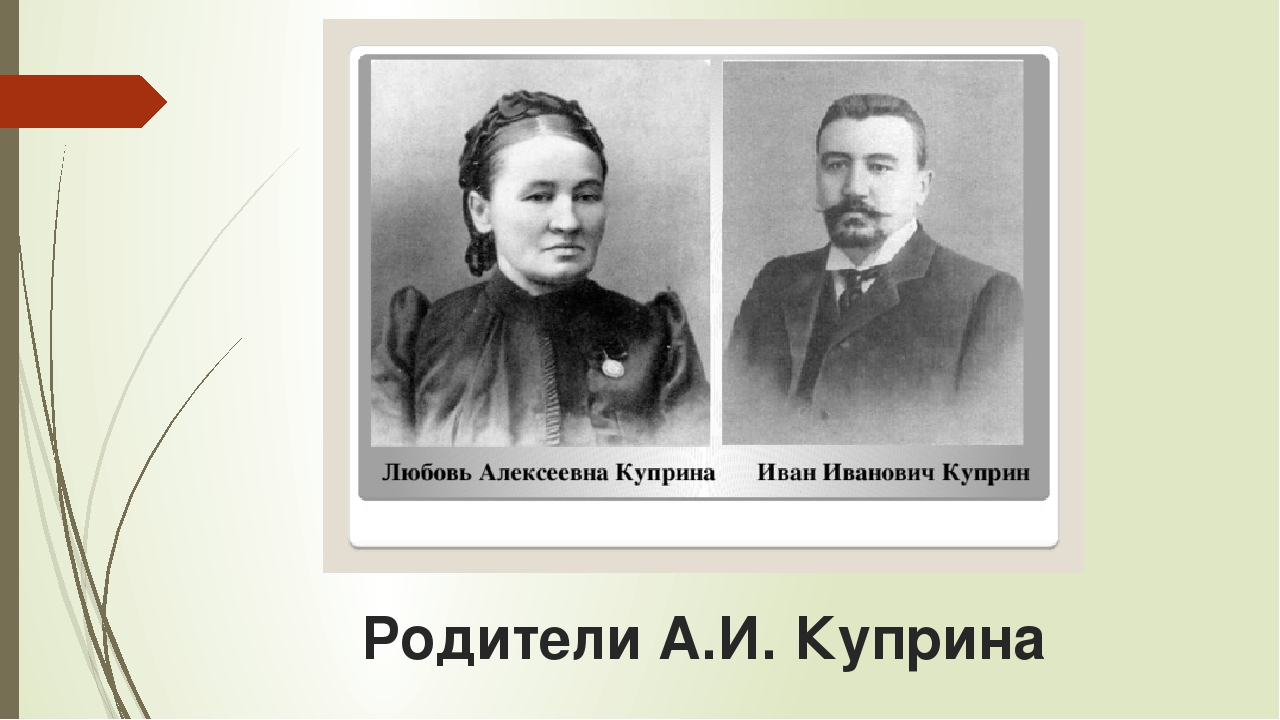 Любовь Алексеевна Куприна Иван Иванович Куприн
Родители А.И. Куприна